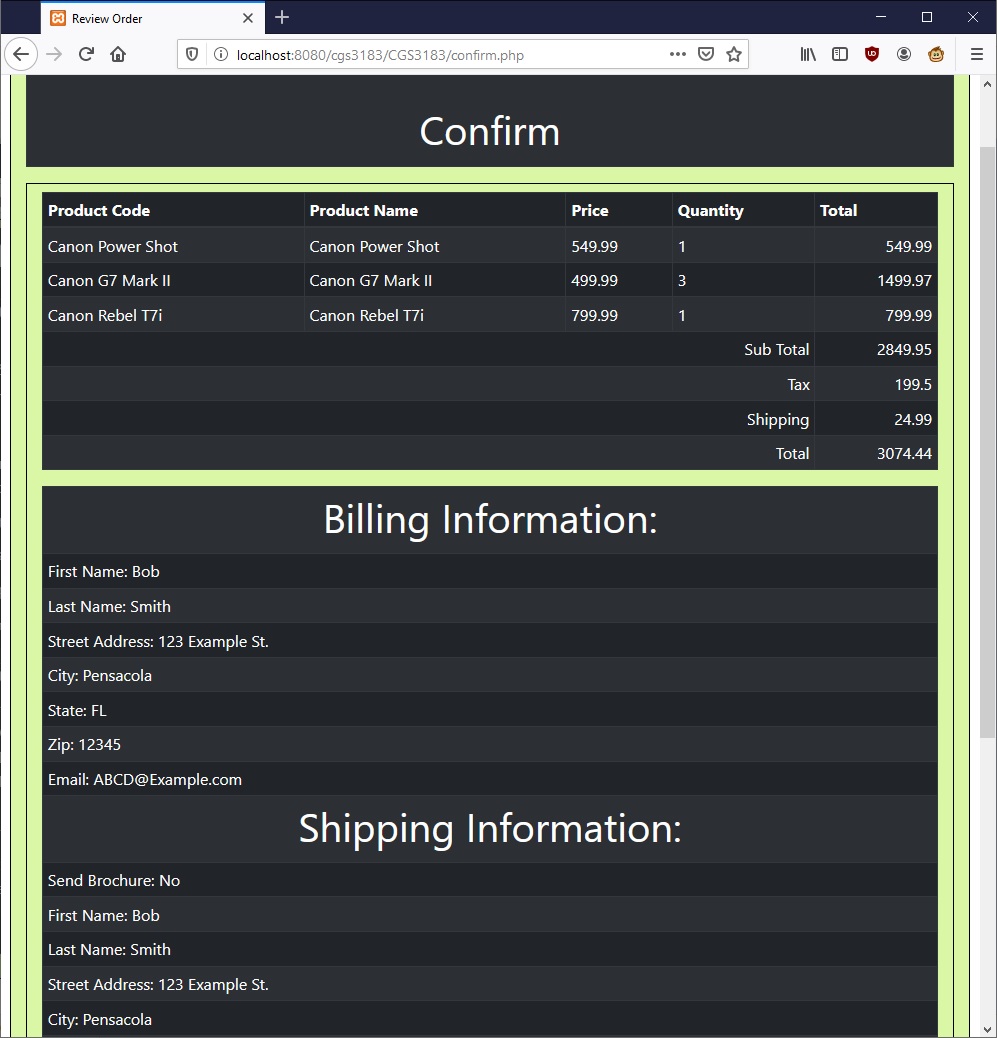 Review Order
localhost:8080/cgs3183/CGS3183/confirm.php
Confirm
Product Code Product Name Price Quantity Total
Canon Power Shot Canon Power Shot 549.99 1 549.99
Canon G7 Mark II Canon G7 Mark II 499.99 3 1499.97
Canon Rebel T7i Canon Rebel T7i 799.99 1 799.99
Sub Total 2849.95
Tax 199.5
Shipping 24.99
Total 3074.44
Billing Information:
First Name: Bob
Last Name: Smith
Street Address: 123 Example St.
City: Pensacola
State: FL
Zip: 12345
Email: ABCD@Example.com
Shipping Information:
Send Brochure: No
First Name: Bob
Last Name: Smith
Street Address: 123 Example St.
City: Pensacola